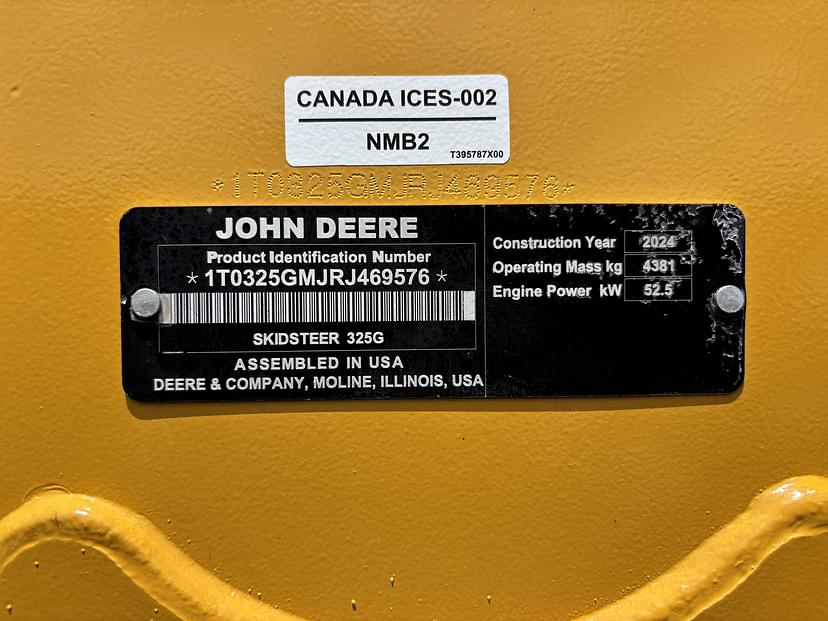 CANADA ICES-002
NMB2
T395787X00
*1T0325GMJRJ469576*
JOHN DEERE
Product Identification Number
*1T0325GMJRJ469576*
SKIDSTEER 325G
ASSEMBLED IN USA
DEERE & COMPANY, MOLINE, ILLINOIS, USA
Construction Year 2024
Operating Mass kg 4381
Engine Power kW 52.5